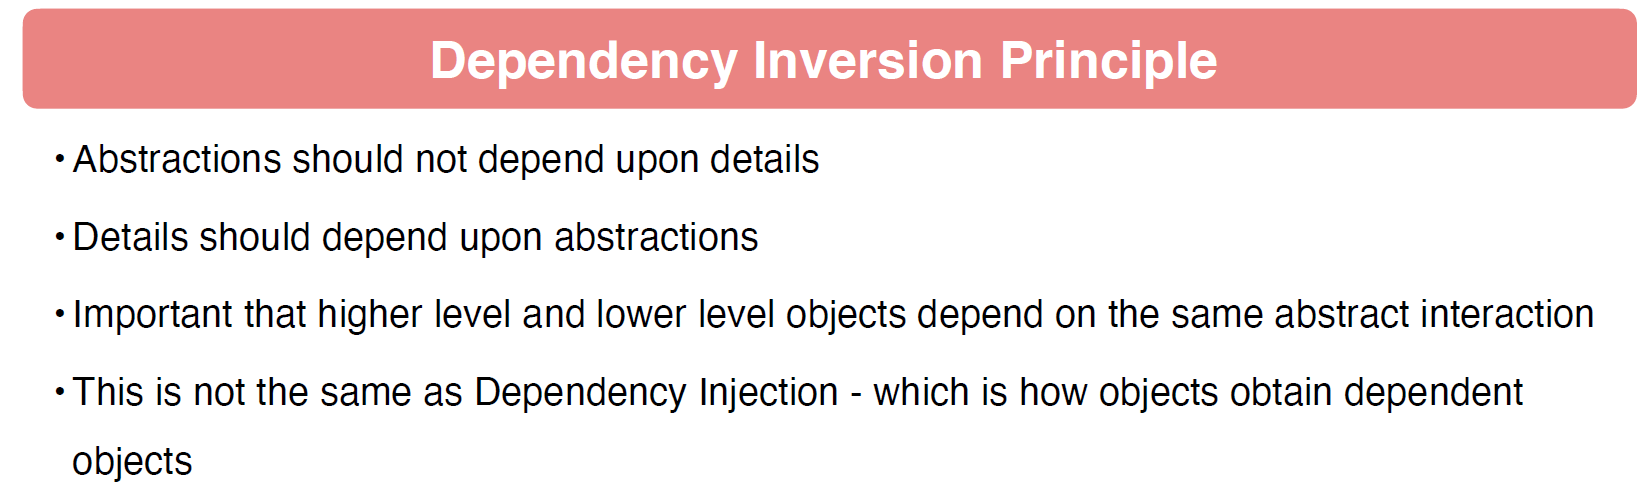 Dependency Inversion Principle
• Abstractions should not depend upon details
• Details should depend upon abstractions
• Important that higher level and lower level objects depend on the same abstract interaction
• This is not the same as Dependency Injection - which is how objects obtain dependent
objects